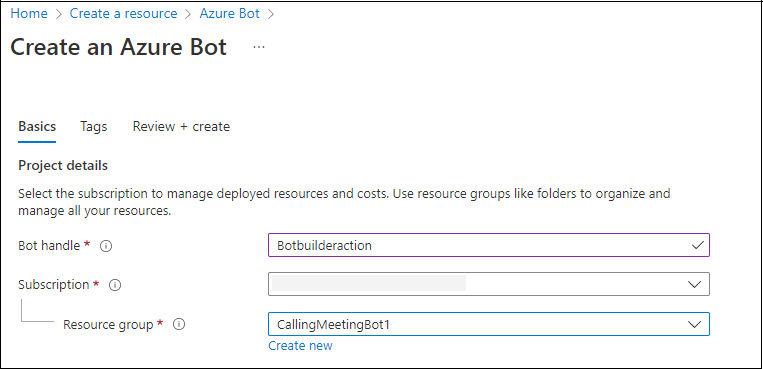 Home > Create a resource > Azure Bot >
Create an Azure Bot ...
Basics Tags Review + create
Project details
Select the subscription to manage deployed resources and costs. Use resource groups like folders to organize and
manage all your resources.
Bot handle * Botbuilderaction
Subscription *
Resource group * CallingMeetingBot1
Create new